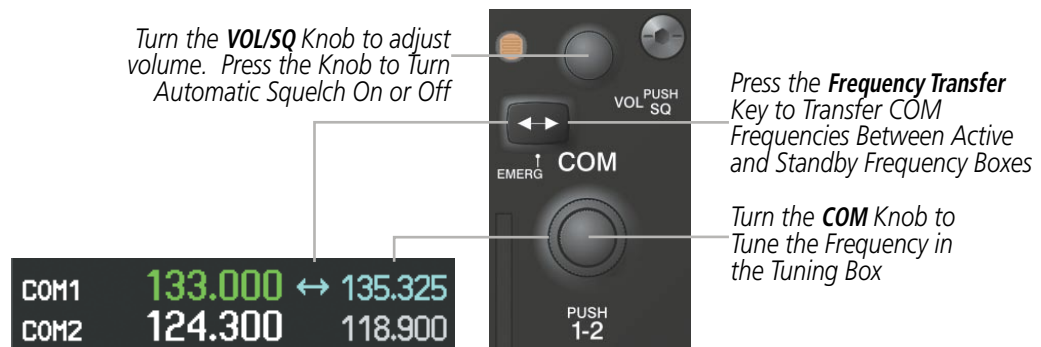 Turn the VOL/SQ Knob to adjust
volume. Press the Knob to Turn
Automatic Squelch On or Off
VOL PUSH SQ
Press the Frequency Transfer
Key to Transfer COM
Frequencies Between Active
and Standby Frequency Boxes
EMERG COM
Turn the COM Knob to
Tune the Frequency in
the Tuning Box
PUSH
1-2
COM1 133.000 ↔ 135.325
COM2 124.300 118.900